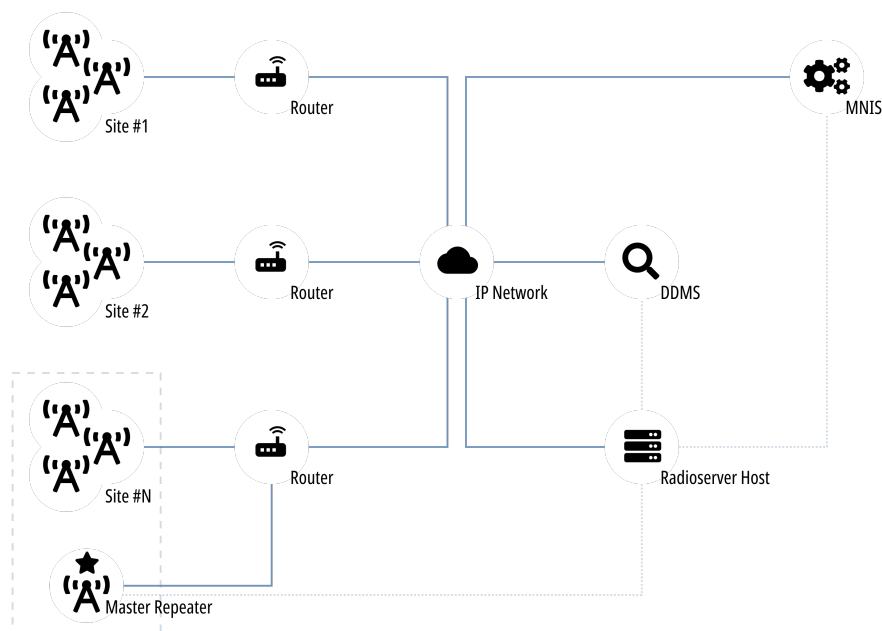 Site #1
Router
MNIS
Site #2
Router
IP Network
DDMS
Site #N
Router
Radioserver Host
Master Repeater